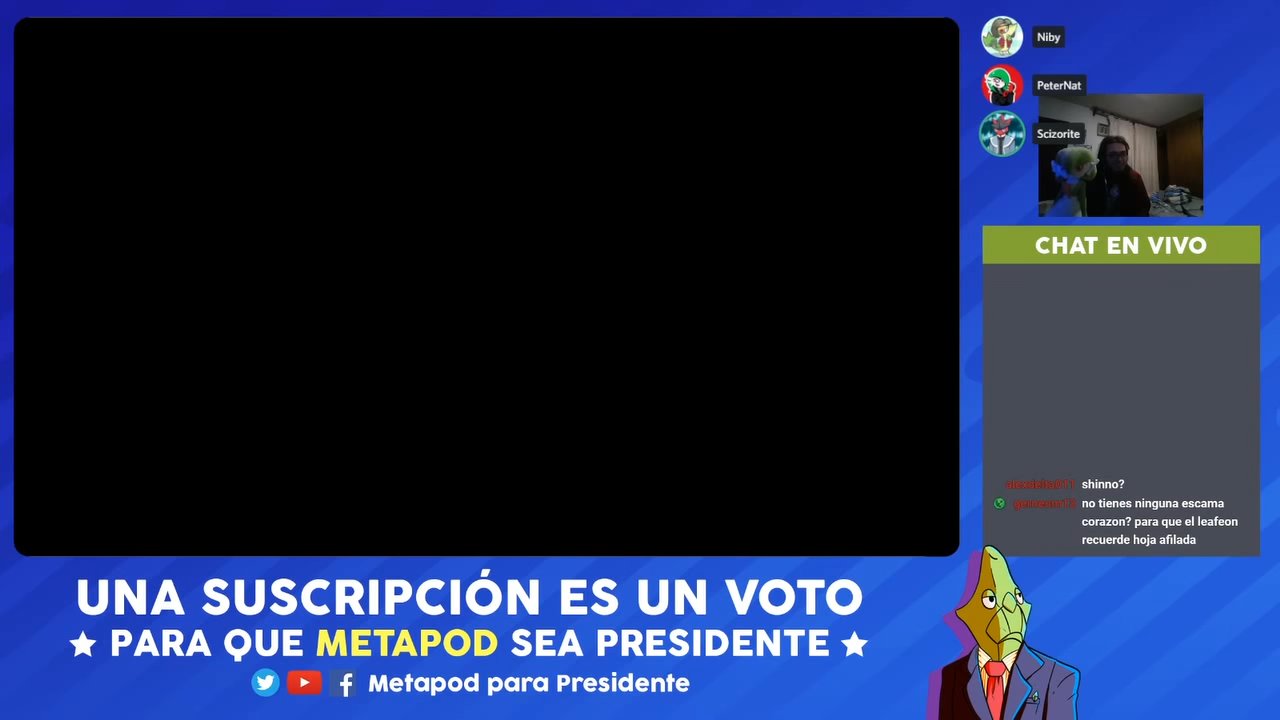 Niby
PeterNat
Scizorite
CHAT EN VIVO
shinno?
no tienes ninguna escama
corazon? para que el leafeon
recuerde hoja afilada
UNA SUSCRIPCIÓN ES UN VOTO
PARA QUE METAPOD SEA PRESIDENTE
Metapod para Presidente